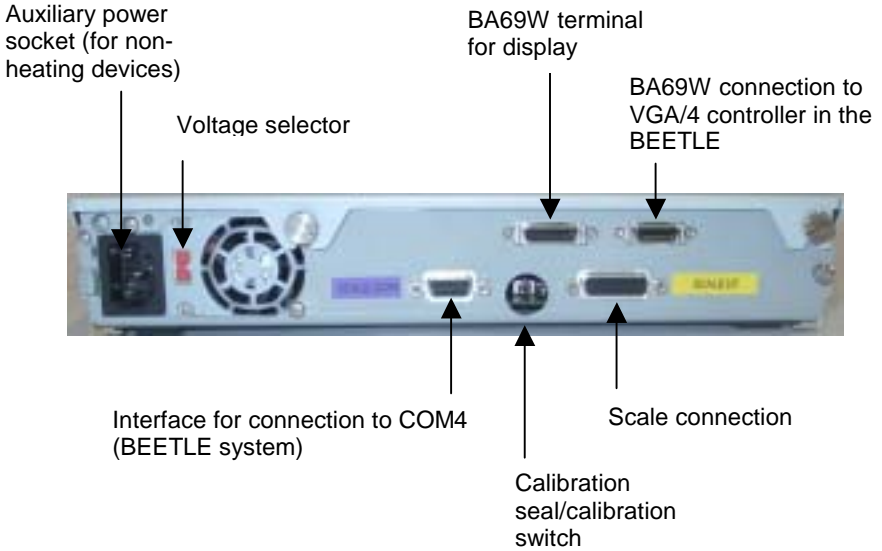 Auxiliary power
socket (for non-
heating devices)
Voltage selector
BA69W terminal
for display
BA69W connection to
VGA/4 controller in the
BEETLE
Interface for connection to COM4
(BEETLE system)
Scale connection
Calibration
seal/calibration
switch